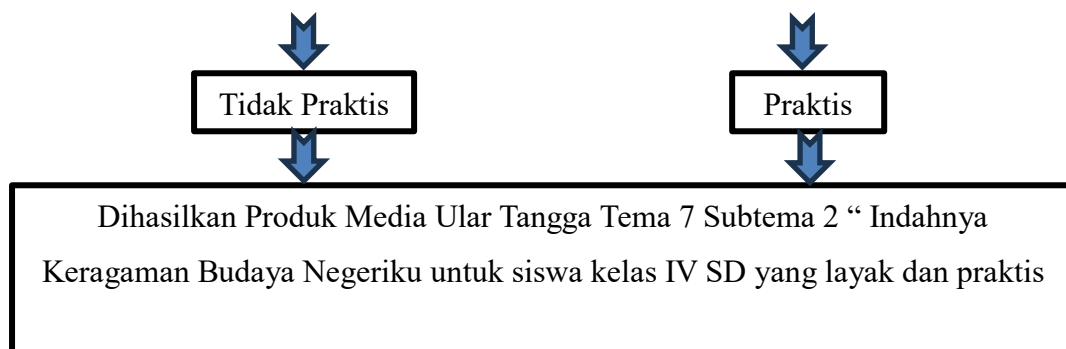 Tidak Praktis
Praktis
Dihasilkan Produk Media Ular Tangga Tema 7 Subtema 2 “ Indahnya
Keragaman Budaya Negeriku untuk siswa kelas IV SD yang layak dan praktis